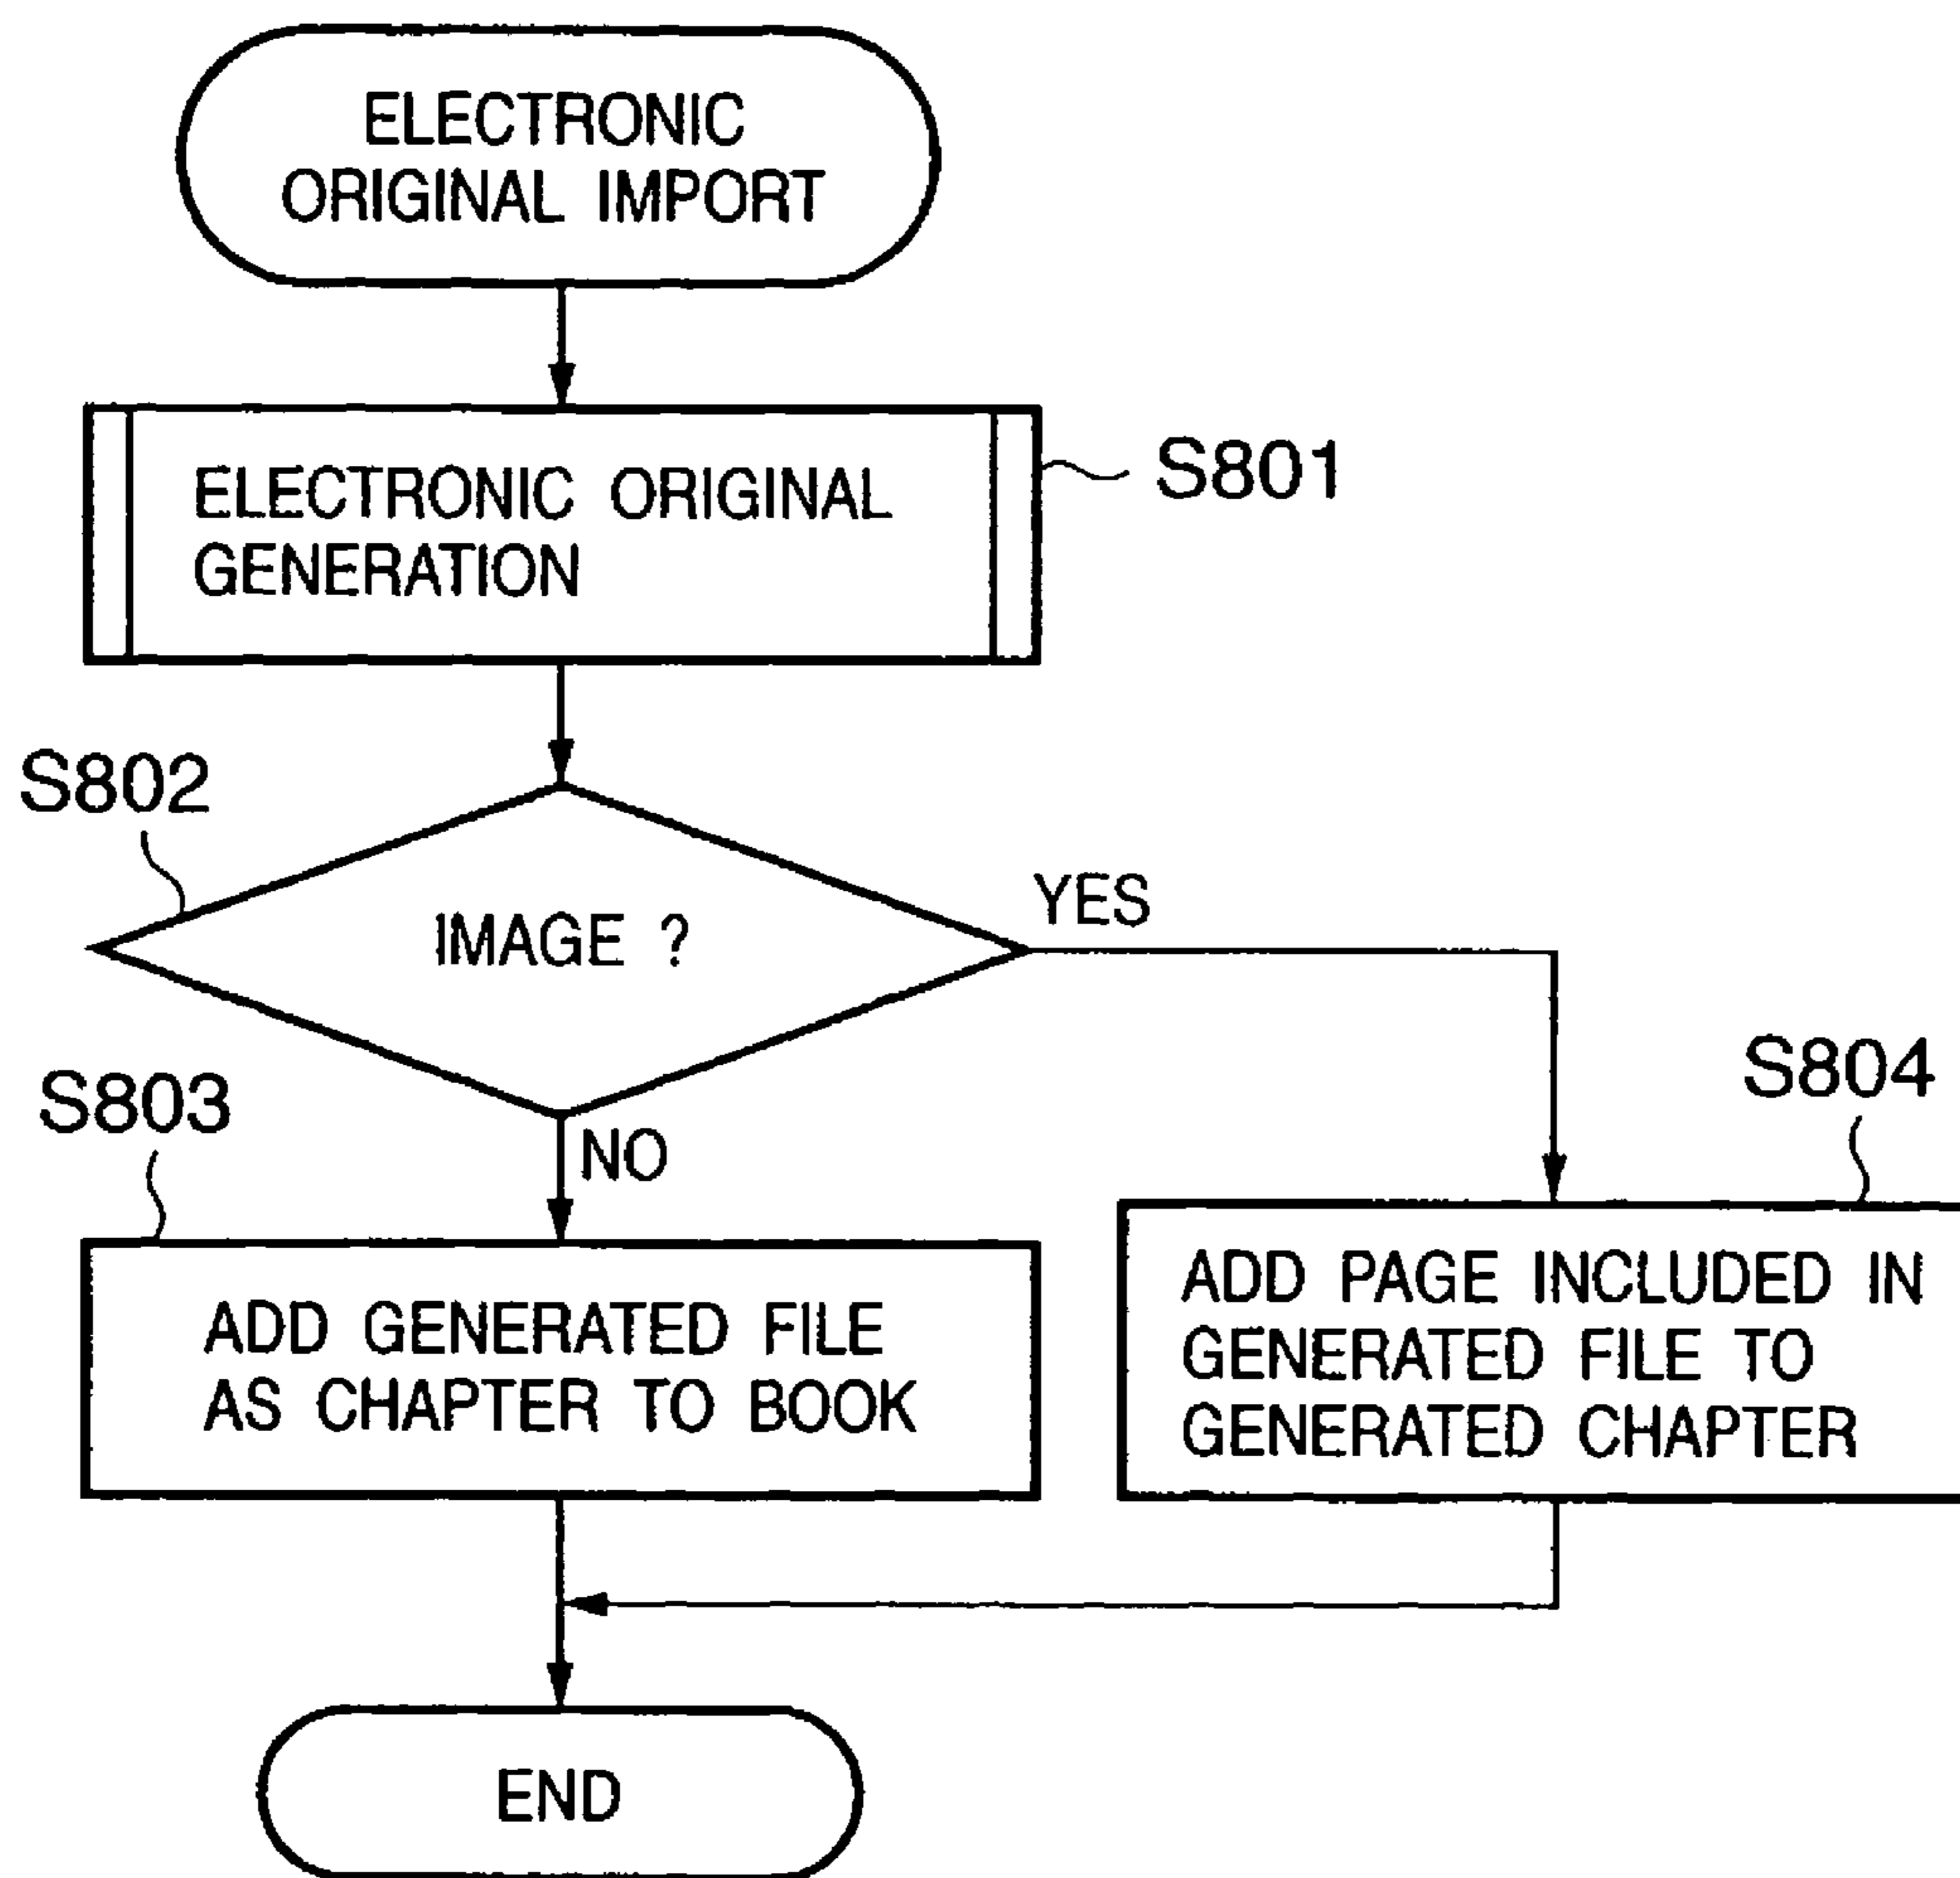 ELECTRONIC
ORIGINAL IMPORT
ELECTRONIC ORIGINAL
GENERATION
S801
S802
IMAGE ?
YES
NO
S803
ADD GENERATED FILE
AS CHAPTER TO BOOK
S804
ADD PAGE INCLUDED IN
GENERATED FILE TO
GENERATED CHAPTER
END